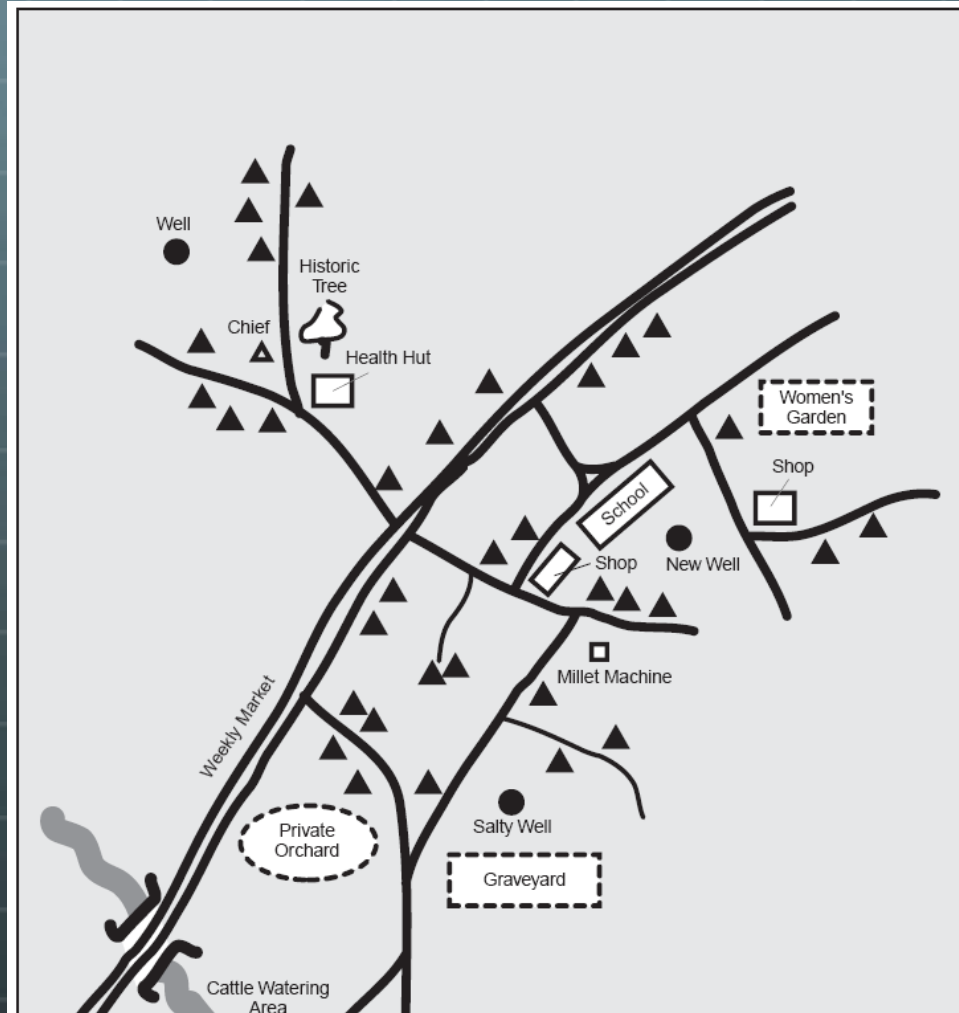 Well
Historic
Tree
Chief
Health Hut
Women's
Garden
Shop
School
Shop
New Well
Millet Machine
Weekly Market
Salty Well
Private
Orchard
Graveyard
Cattle Watering
Area